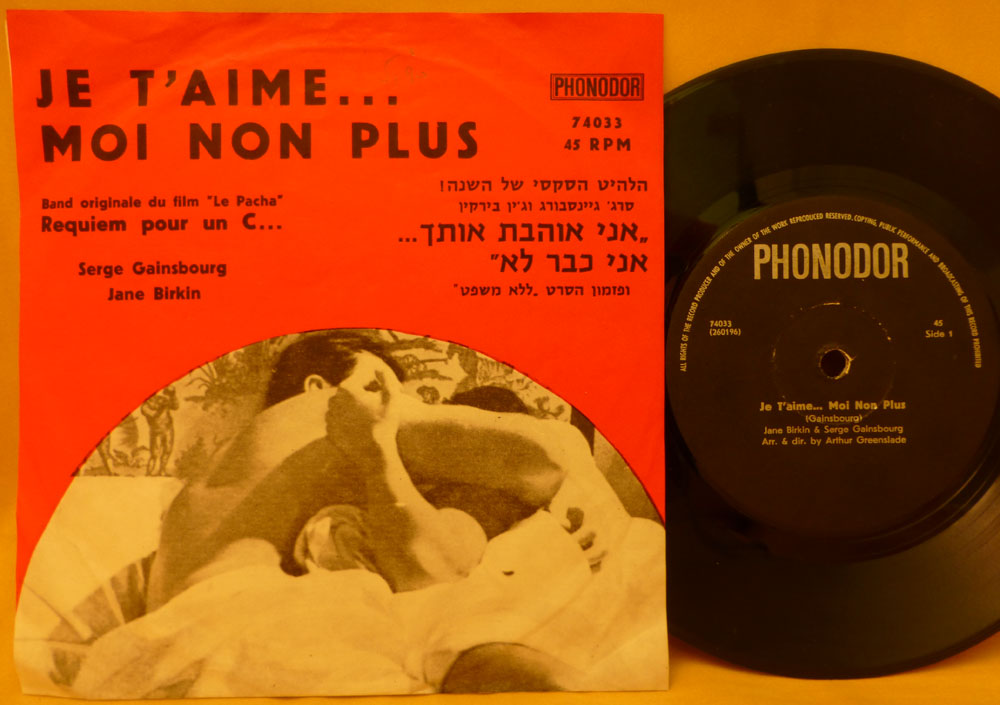 JE T'AIME...
MOI NON PLUS
PHONODOR
74033
45 RPM
Band originale du film "Le Pacha"
Requiem pour un C...
Serge Gainsbourg
Jane Birkin
הלהיט הסקסי של השנה!
סרג' גיינסבורג וג'ין בירקין
„אני אוהבת אותך...
אני כבר לא"
ופזמון הסרט „ללא משפט"
ALL RIGHTS OF THE RECORD PRODUCER AND OF THE OWNER OF THE WORK REPRODUCED RESERVED. COPYING, PUBLIC PERFORMANCE AND BROADCASTING OF THIS RECORD PROHIBITED
PHONODOR
74033
(260196)
45
Side 1
Je T'aime... Moi Non Plus
(Gainsbourg)
Jane Birkin & Serge Gainsbourg
Arr. & dir. by Arthur Greenslade